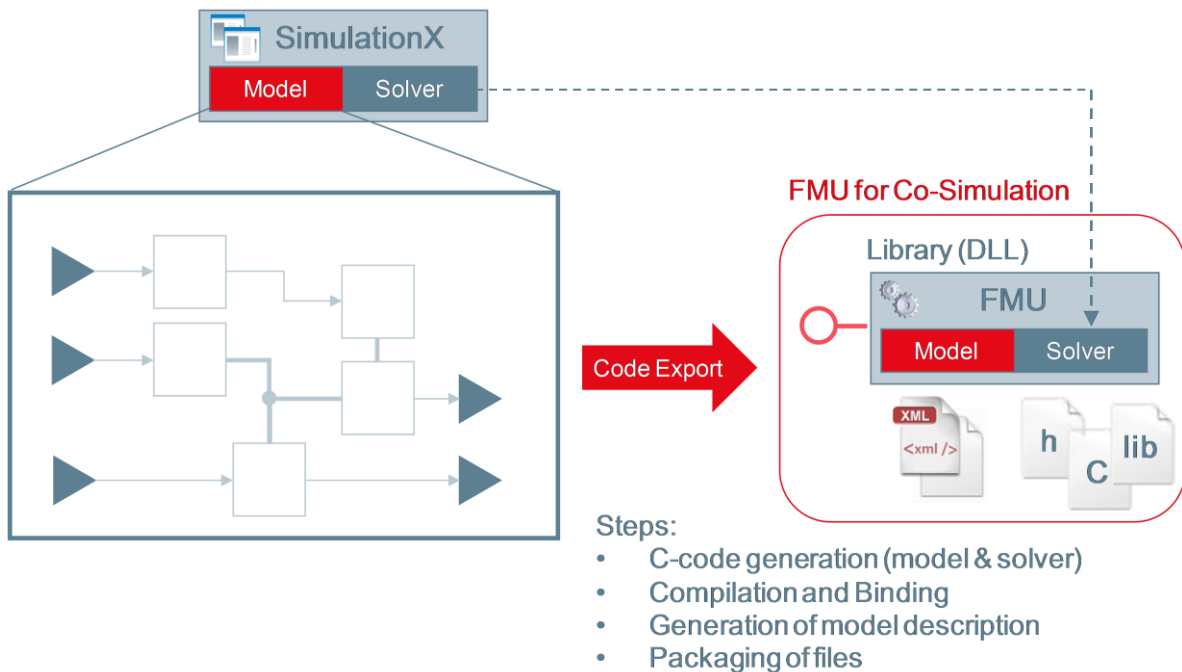 SimulationX
Model
Solver
FMU for Co-Simulation
Library (DLL)
FMU
Model
Solver
Code Export
XML
<xml />
h
C
lib
Steps:
• C-code generation (model & solver)
• Compilation and Binding
• Generation of model description
• Packaging of files